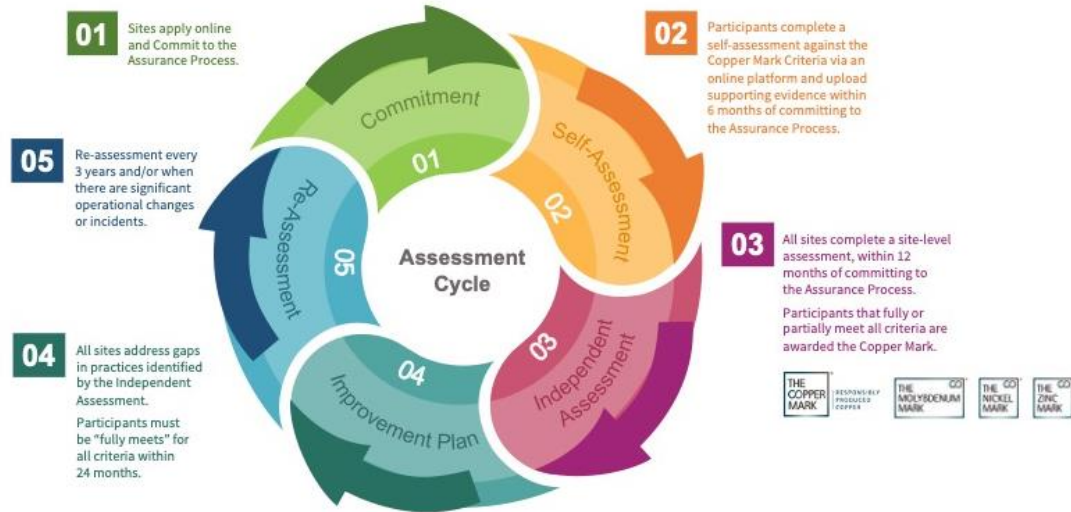 01
Sites apply online
and Commit to the
Assurance Process.
02
Participants complete a
self-assessment against the
Copper Mark Criteria via an
online platform and upload
supporting evidence within
6 months of committing to
the Assurance Process.
03
All sites complete a site-level
assessment, within 12
months of committing to
the Assurance Process.
Participants that fully or
partially meet all criteria are
awarded the Copper Mark.
THE
COPPER
MARK
RESPONSIBLY
PRODUCED
COPPER
THE
MOLYBDENUM
MARK
THE
NICKEL
MARK
THE
ZINC
MARK
04
All sites address gaps
in practices identified
by the Independent
Assessment.
Participants must
be “fully meets” for
all criteria within
24 months.
05
Re-assessment every
3 years and/or when
there are significant
operational changes
or incidents.
Assessment
Cycle
Commitment
01
Self-Assessment
02
Independent
Assessment
03
Improvement Plan
04
Re-Assessment
05